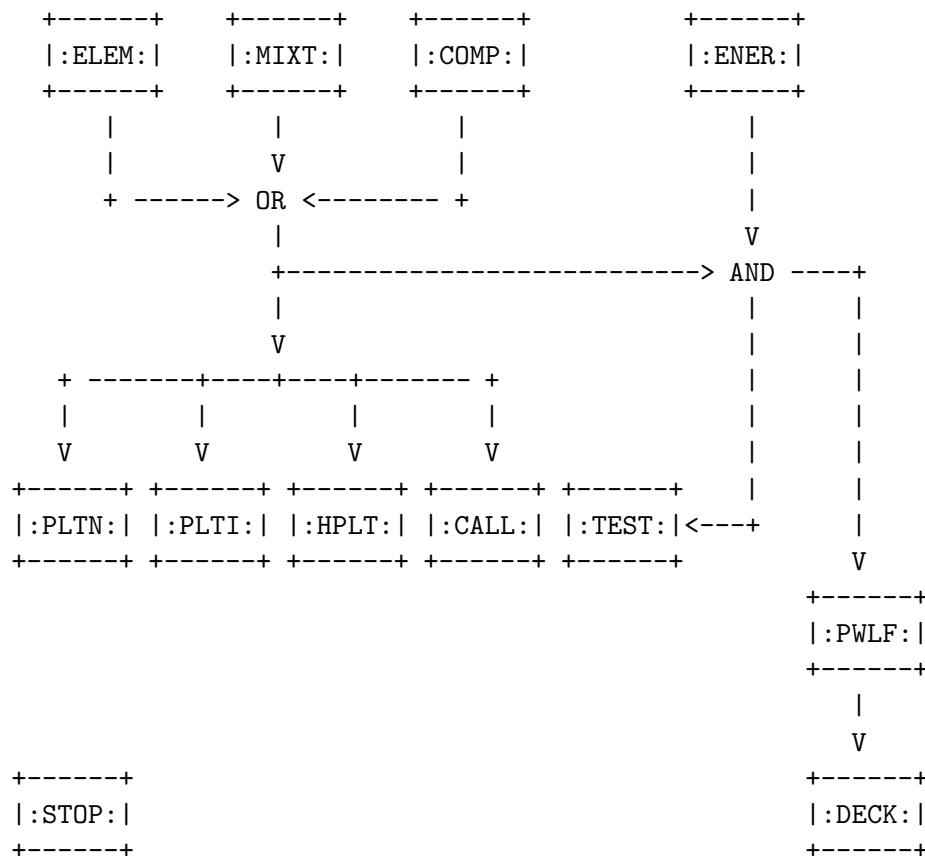 :ELEM: :MIXT: :COMP: :ENER:
V
OR
V
AND
V
V V V V
:PLTN: :PLTI: :HPLT: :CALL: :TEST:
V
:PWLF:
V
:STOP: :DECK: